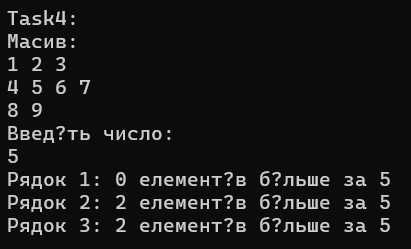 Task4:
Масив:
1 2 3
4 5 6 7
8 9
Введ?ть число:
5
Рядок 1: 0 елемент?в б?льше за 5
Рядок 2: 2 елемент?в б?льше за 5
Рядок 3: 2 елемент?в б?льше за 5